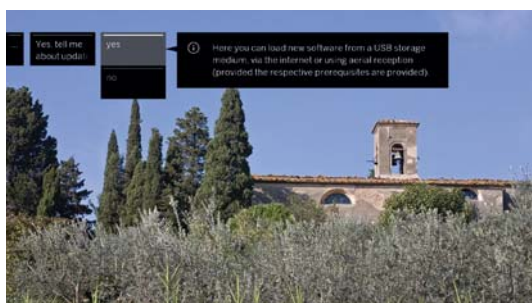 ... Yes, tell me
about updat
yes
no
Here you can load new software from a USB storage
medium, via the internet or using aerial reception
(provided the respective prerequisites are provided).